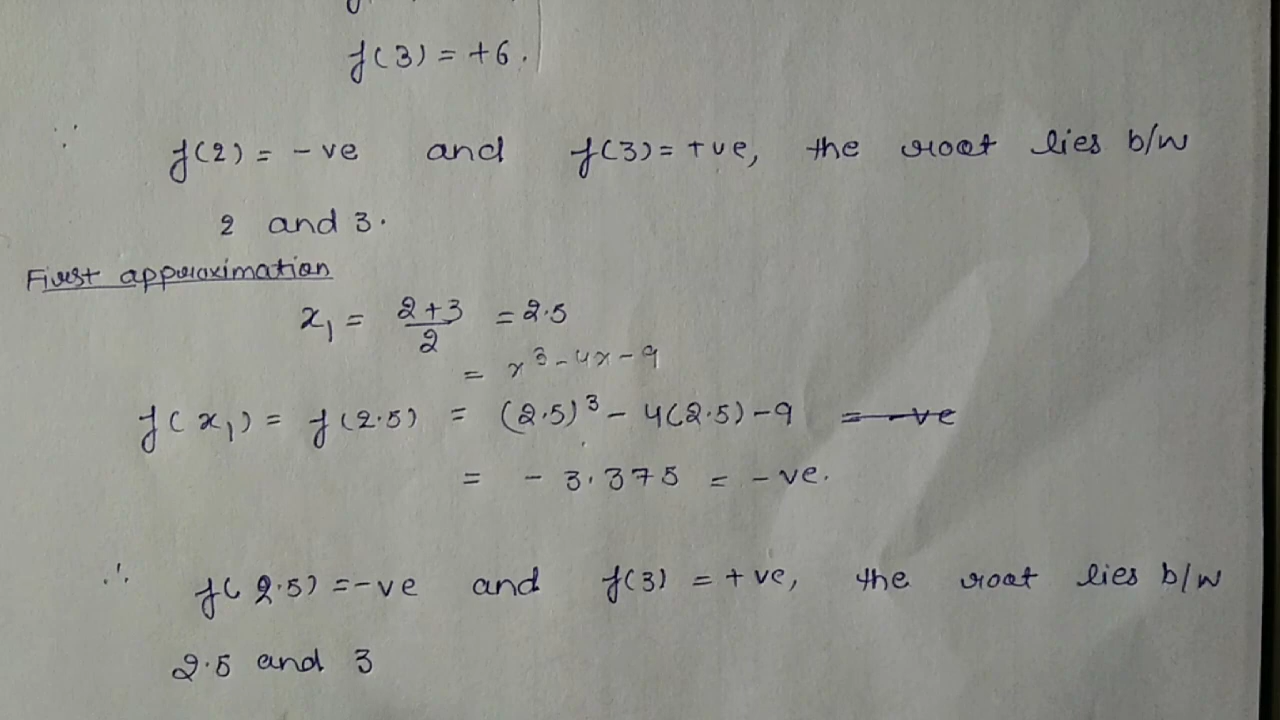 f(3) = +6.
∴ f(2) = -ve and f(3) = +ve, the root lies b/w
2 and 3.
First approximation
x₁ = (2+3)/2 = 2.5
= x³ - 4x - 9
f(x₁) = f(2.5) = (2.5)³ - 4(2.5) - 9 = -ve
= - 3.375 = -ve.
∴ f(2.5) = -ve and f(3) = +ve, the root lies b/w
2.5 and 3